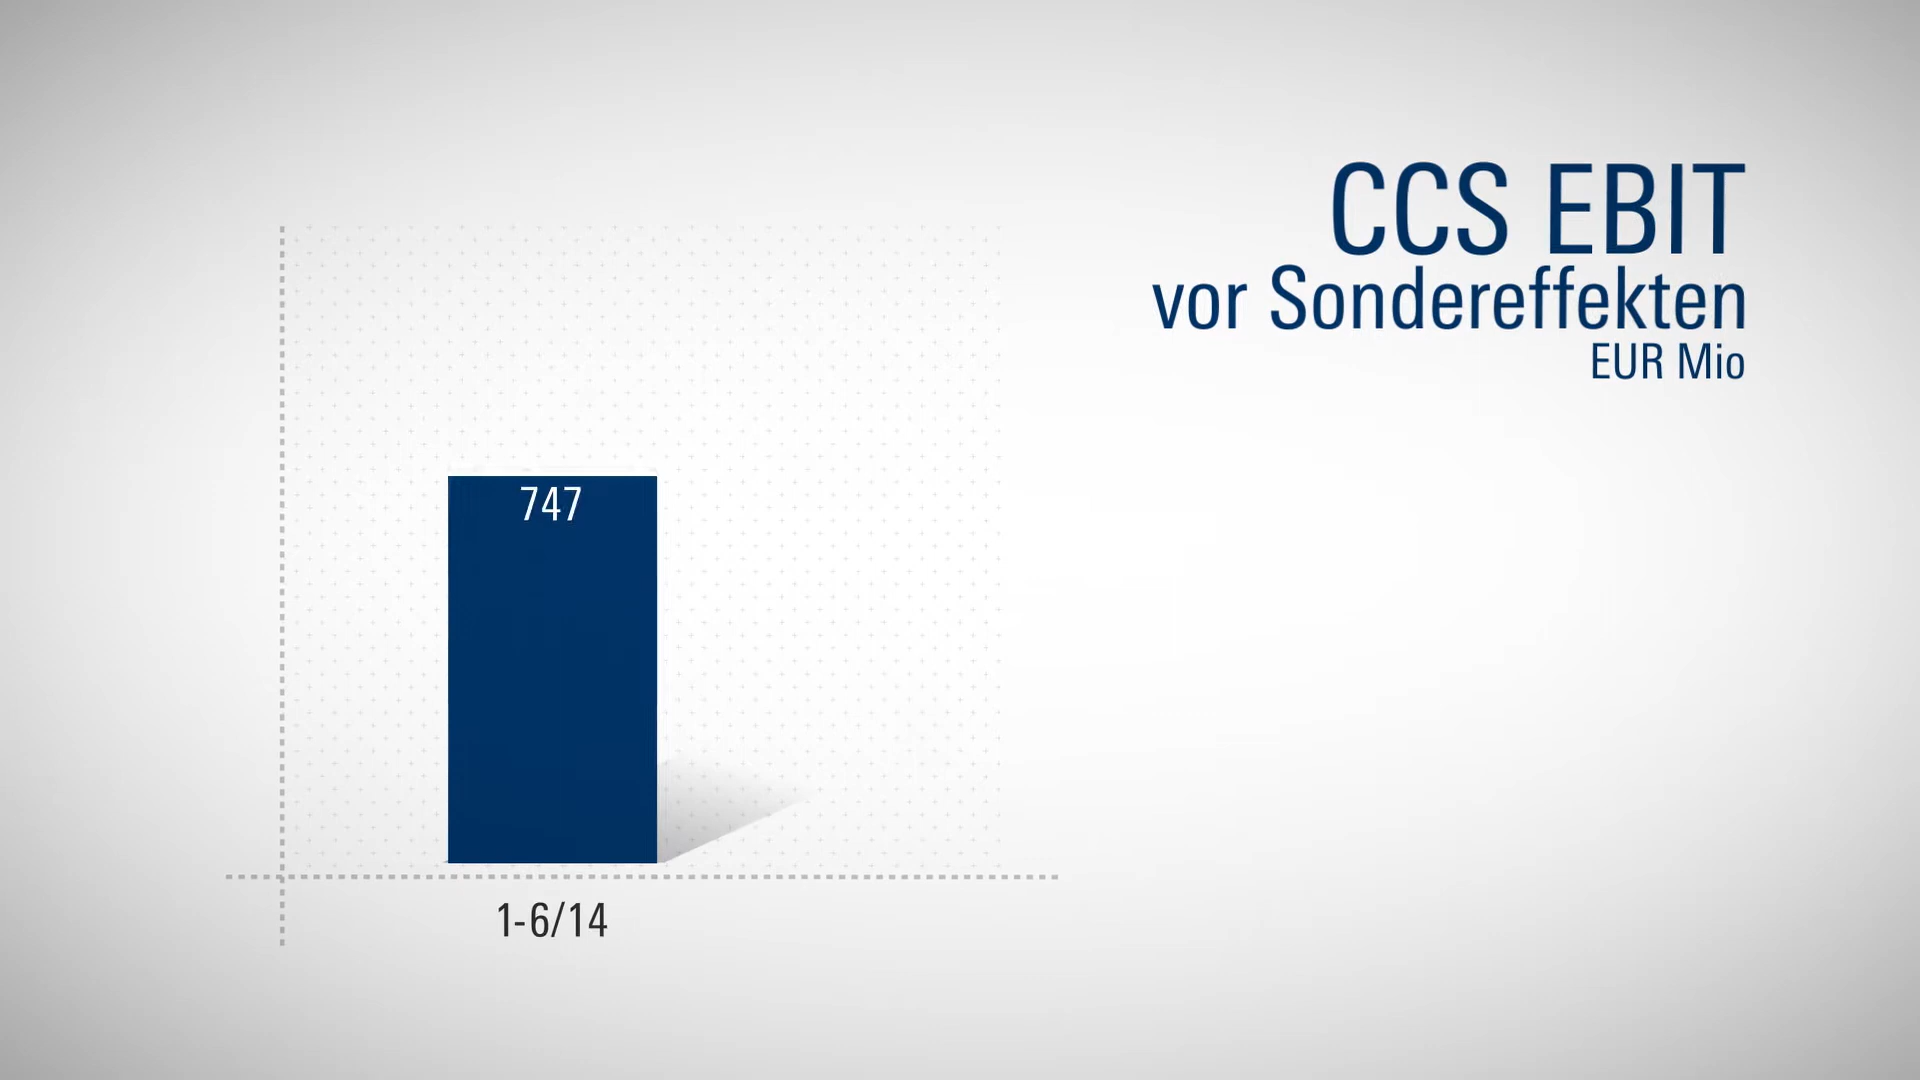 CCS EBIT
vor Sondereffekten
EUR Mio
747
1-6/14